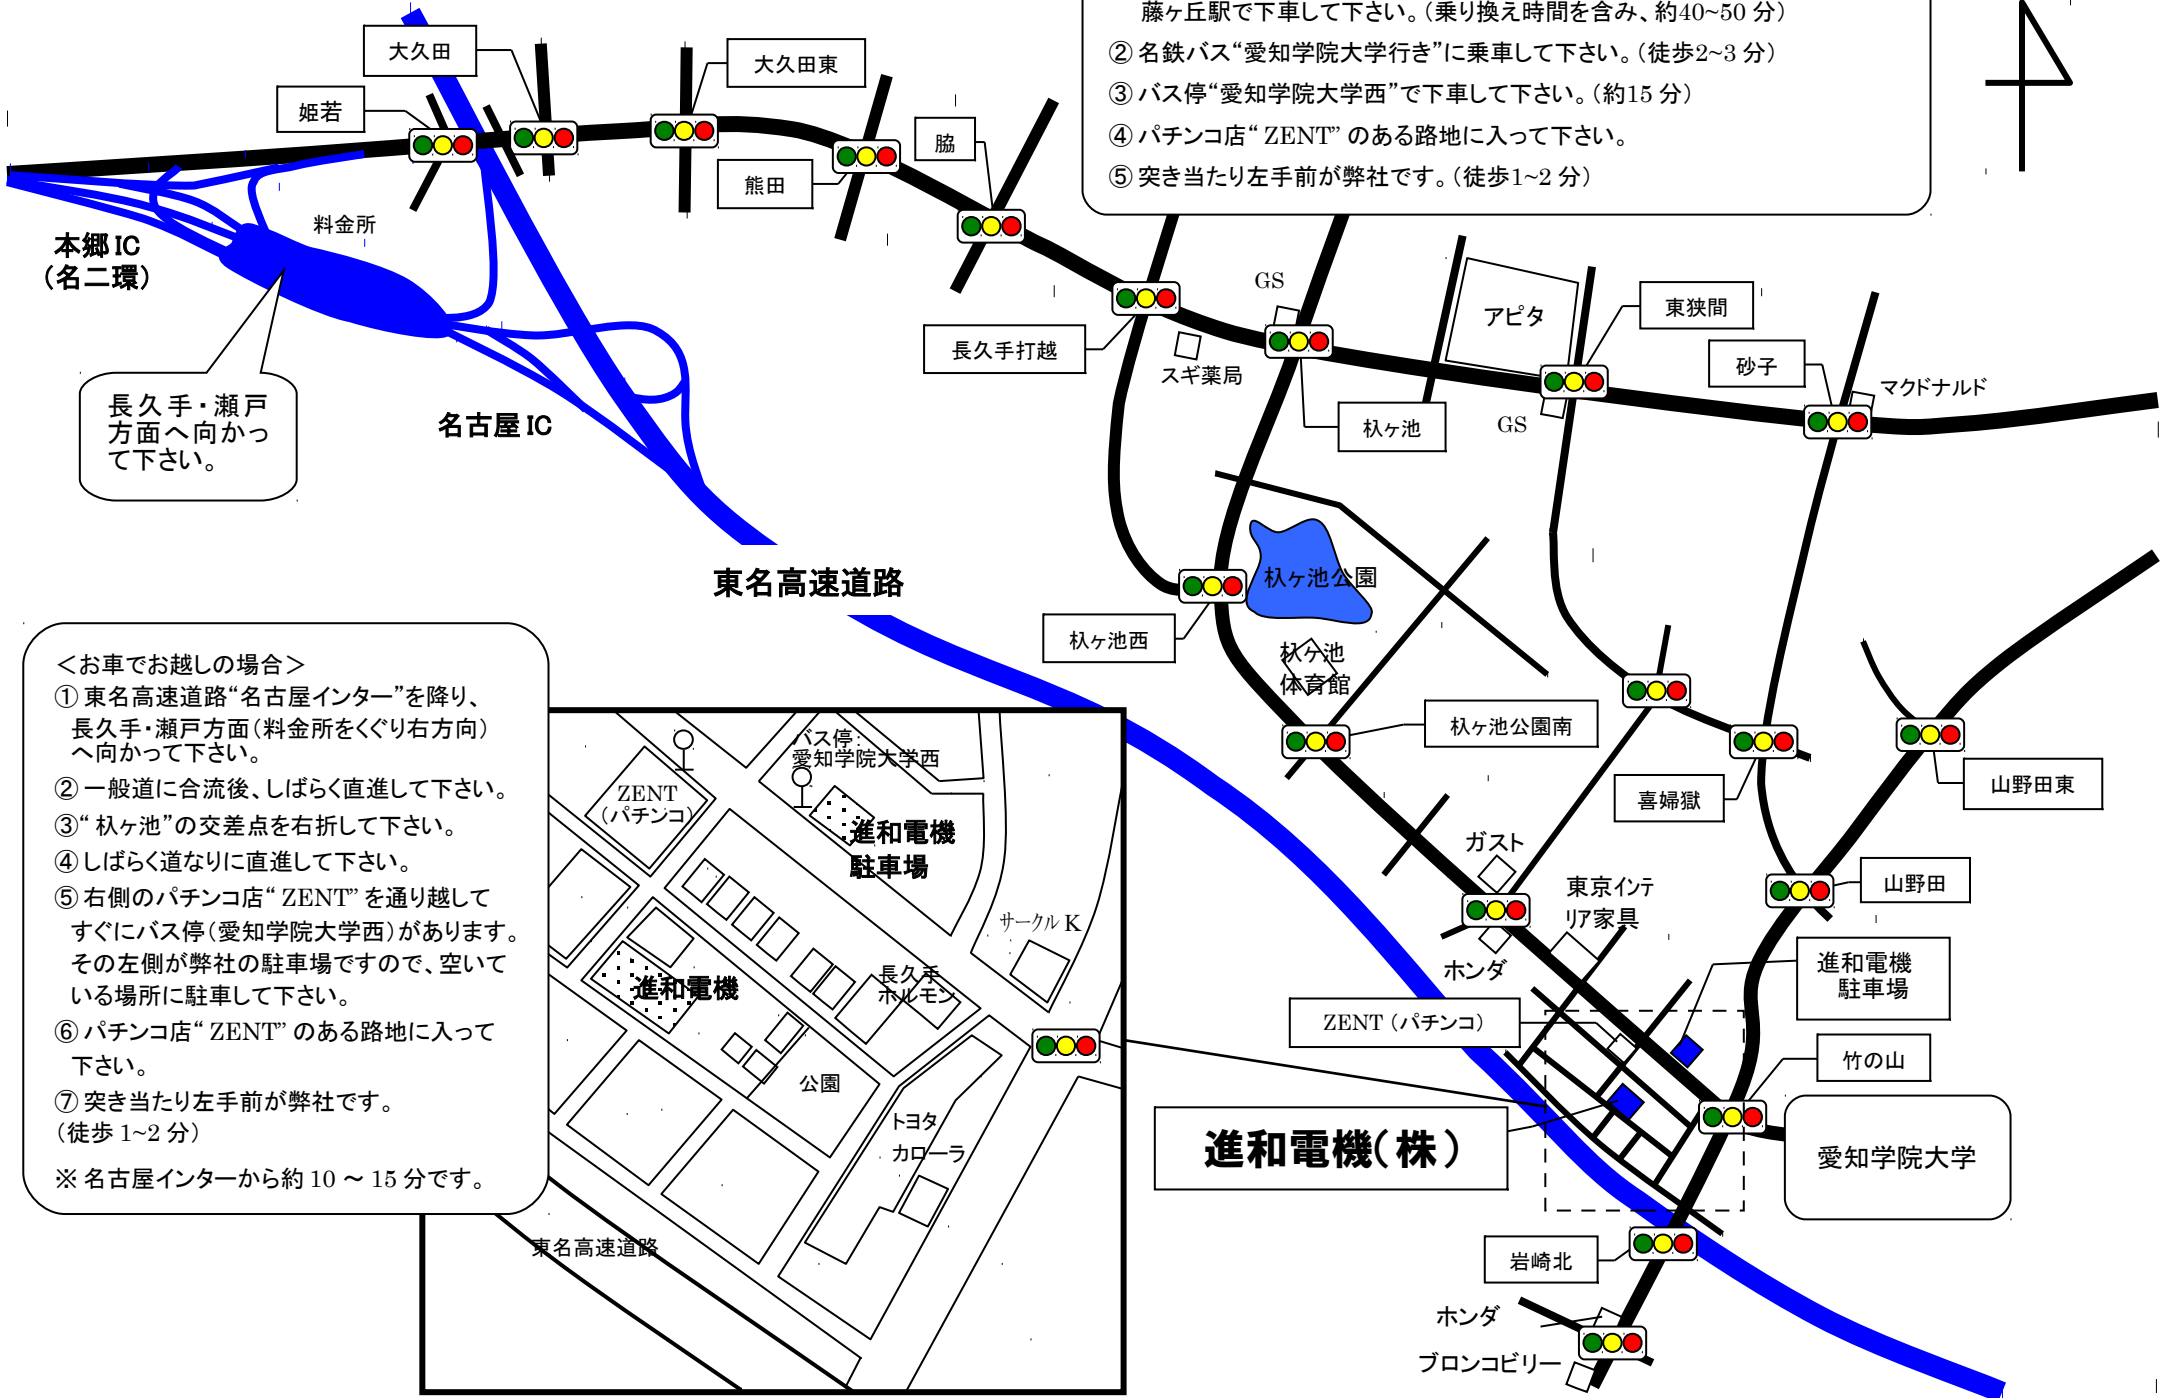 藤ヶ丘駅で下車して下さい。（乗り換え時間を含み、約40~50 分）
② 名鉄バス“愛知学院大学行き”に乗車して下さい。（徒歩2~3 分）
③ バス停“愛知学院大学西”で下車して下さい。（約15 分）
④ パチンコ店“ ZENT” のある路地に入って下さい。
⑤ 突き当たり左手前が弊社です。（徒歩1~2 分）
大久田
大久田東
姫若
脇
熊田
料金所
本郷 IC
（名二環）
長久手・瀬戸
方面へ向かっ
て下さい。
名古屋 IC
東名高速道路
GS
アピタ
東狭間
長久手打越
スギ薬局
砂子
マクドナルド
杁ヶ池
GS
杁ヶ池公園
杁ヶ池西
杁ヶ池
体育館
杁ヶ池公園南
喜婦獄
山野田東
ガスト
東京インテ
リア家具
山野田
ホンダ
進和電機
駐車場
ZENT（パチンコ）
竹の山
進和電機（株）
愛知学院大学
岩崎北
ホンダ
ブロンコビリー
＜お車でお越しの場合＞
① 東名高速道路“名古屋インター”を降り、
長久手・瀬戸方面（料金所をくぐり右方向）
へ向かって下さい。
② 一般道に合流後、しばらく直進して下さい。
③“ 杁ヶ池”の交差点を右折して下さい。
④ しばらく道なりに直進して下さい。
⑤ 右側のパチンコ店“ ZENT” を通り越して
すぐにバス停（愛知学院大学西）があります。
その左側が弊社の駐車場ですので、空いて
いる場所に駐車して下さい。
⑥ パチンコ店“ ZENT” のある路地に入って
下さい。
⑦ 突き当たり左手前が弊社です。
（徒歩 1~2 分）
※ 名古屋インターから約 10 ～ 15 分です。
バス停：
愛知学院大学西
ZENT
（パチンコ）
進和電機
駐車場
サークル K
進和電機
長久手
ホルモン
公園
トヨタ
カローラ
東名高速道路